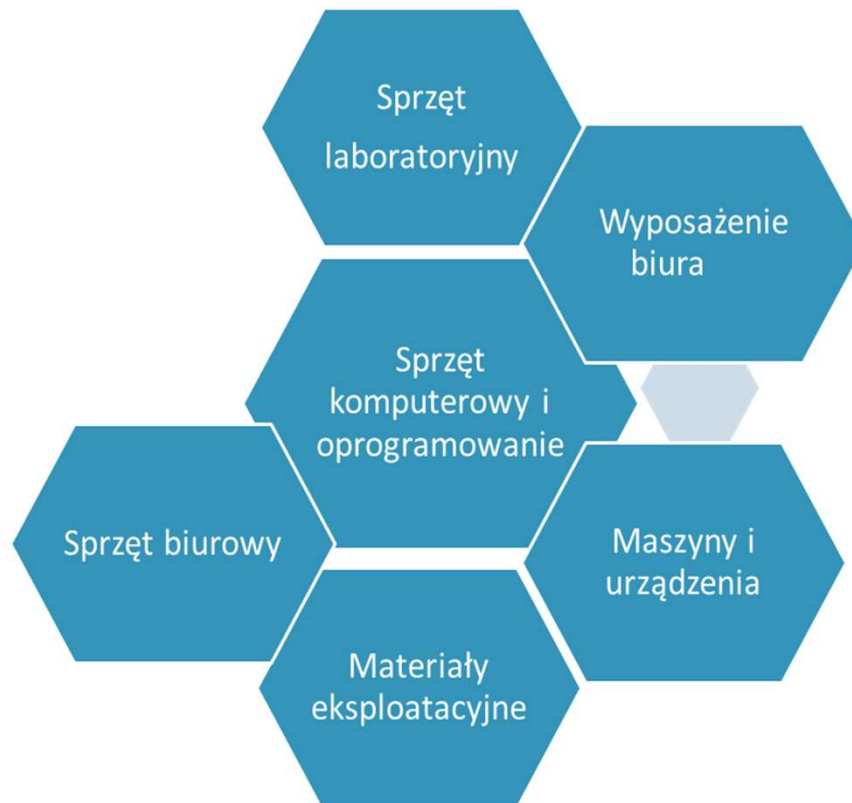 Sprzęt
laboratoryjny
Wyposażenie
biura
Sprzęt
komputerowy i
oprogramowanie
Sprzęt biurowy
Maszyny i
urządzenia
Materiały
eksploatacyjne